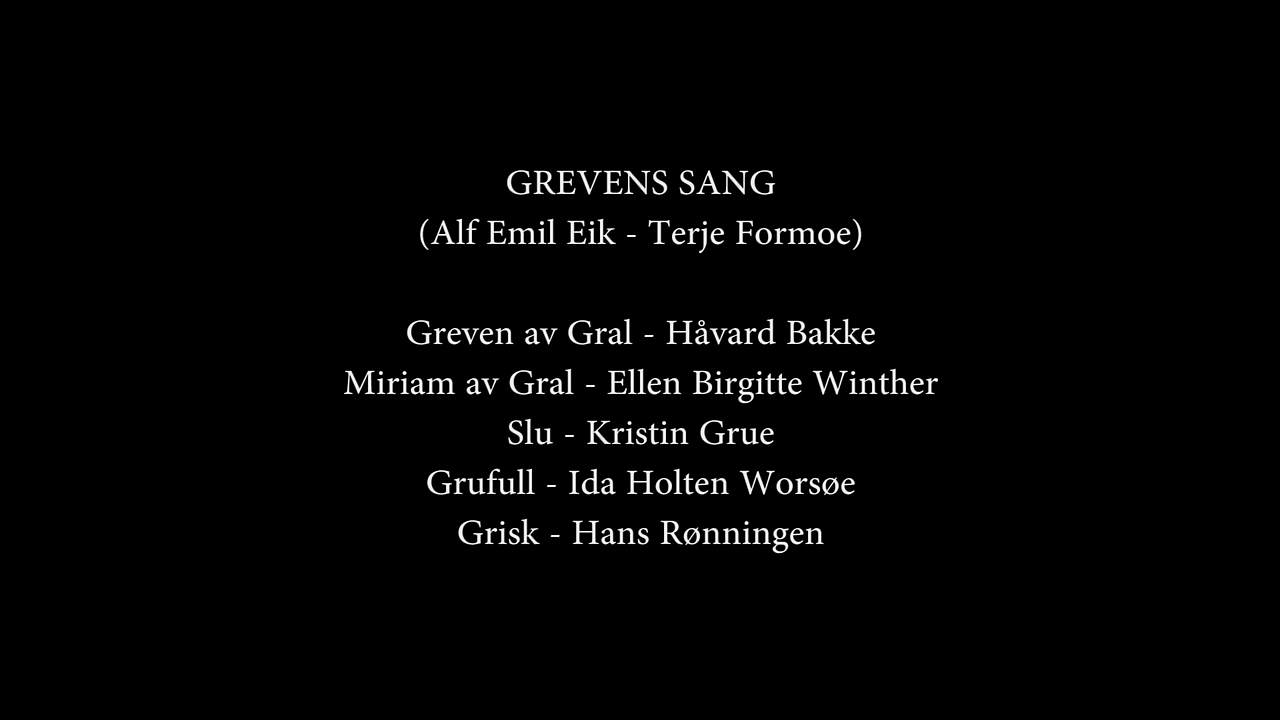 GREVENS SANG
(Alf Emil Eik - Terje Formoe)
Greven av Gral - Håvard Bakke
Miriam av Gral - Ellen Birgitte Winther
Slu - Kristin Grue
Grufull - Ida Holten Worsøe
Grisk - Hans Rønningen